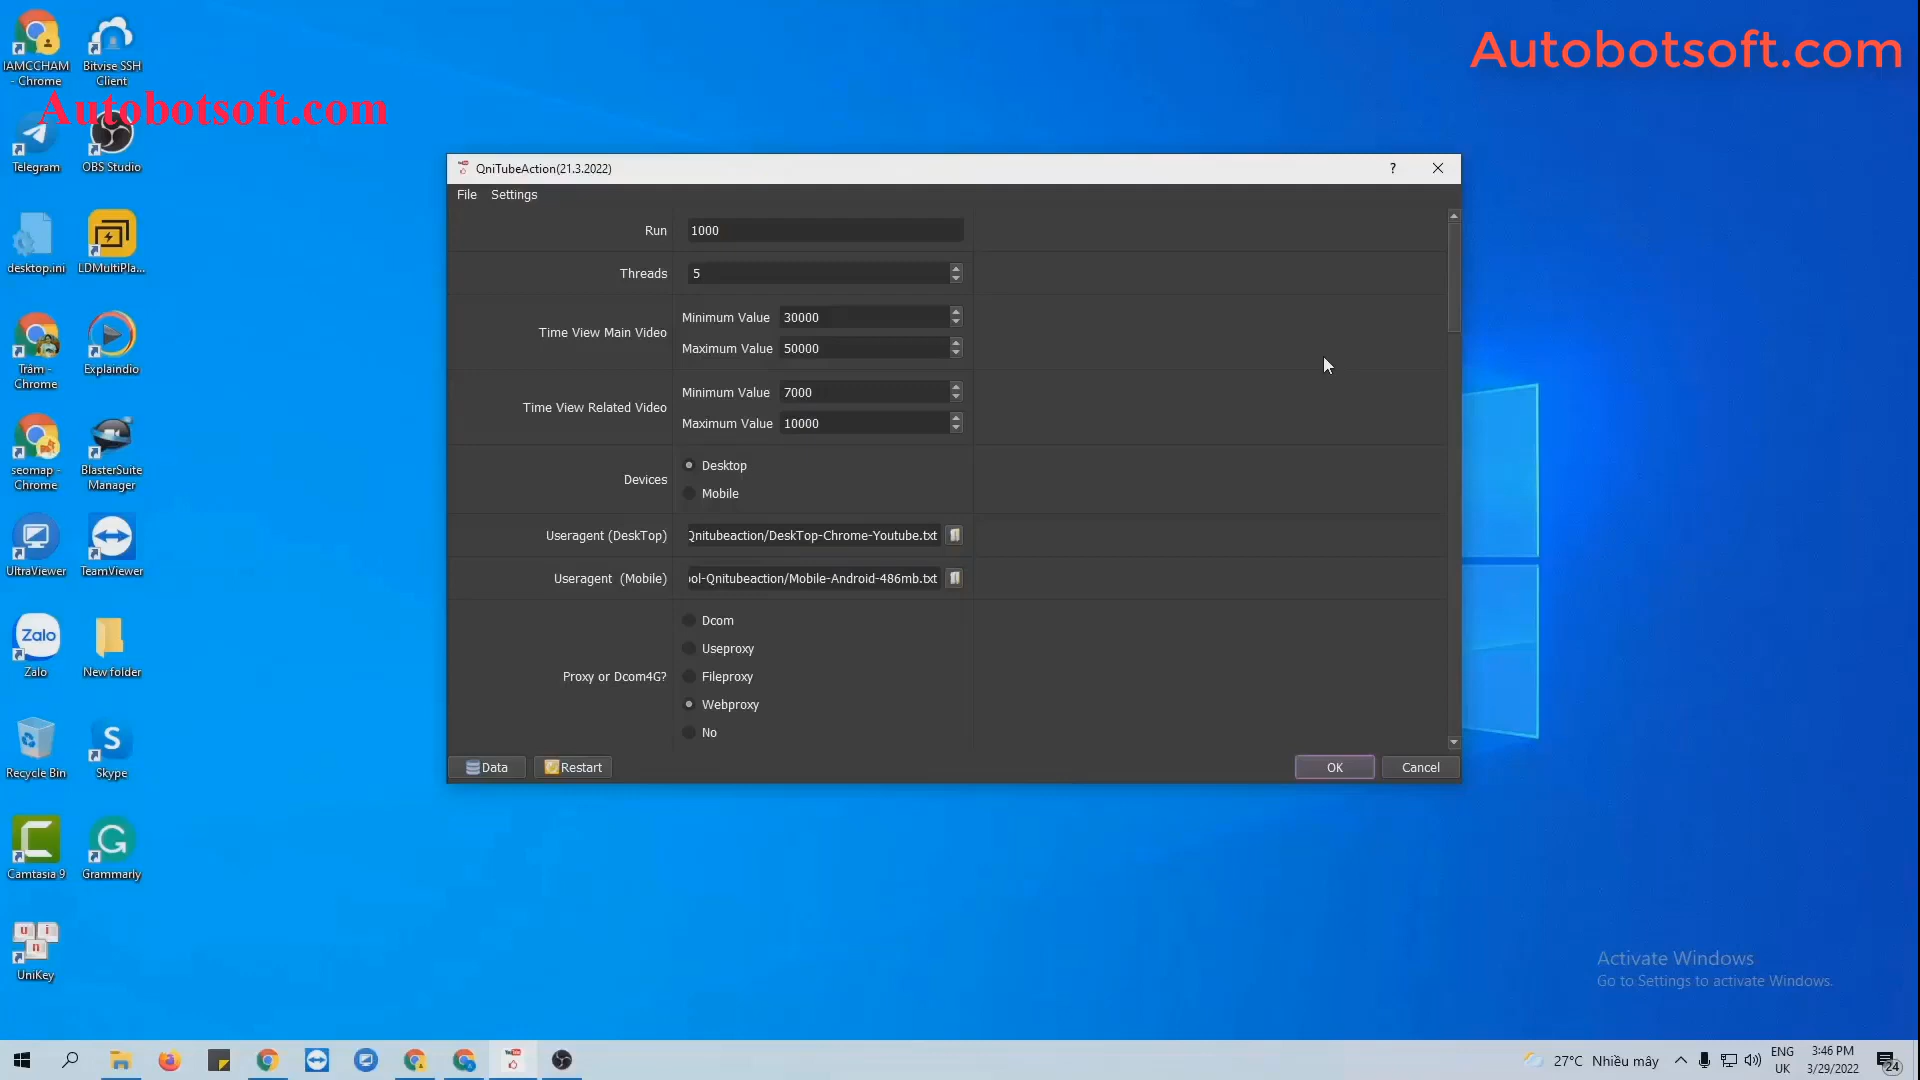 IAMCCHAM
- Chrome
Bitvise SSH
Client
Autobotsoft.com
Autobotsoft.com
Telegram
OBS Studio
desktop.ini
LDMultiPla...
Trâm -
Chrome
Explaindio
seomap -
Chrome
BlasterSuite
Manager
UltraViewer
TeamViewer
Zalo
Zalo
New folder
Recycle Bin
S
Skype
Camtasia 9
Grammarly
u i
n
UniKey
QniTubeAction(21.3.2022)
?
File Settings
Run 1000
Threads 5
Time View Main Video
Minimum Value 30000
Maximum Value 50000
Time View Related Video
Minimum Value 7000
Maximum Value 10000
Devices
Desktop
Mobile
Useragent (DeskTop) Qnitubeaction/DeskTop-Chrome-Youtube.txt
Useragent (Mobile) ol-Qnitubeaction/Mobile-Android-486mb.txt
Proxy or Dcom4G?
Dcom
Useproxy
Fileproxy
Webproxy
No
Data Restart OK Cancel
Activate Windows
Go to Settings to activate Windows.
27°C Nhiều mây
ENG
UK
3:46 PM
3/29/2022
24